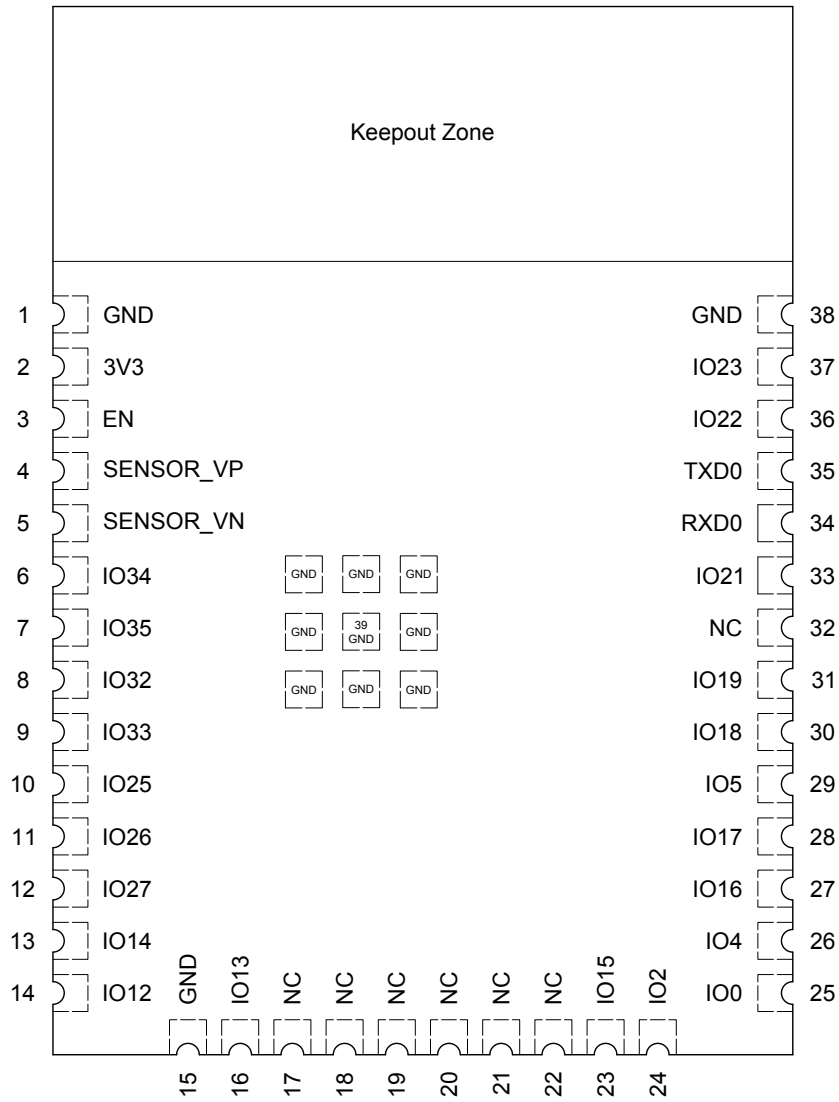 Keepout Zone
1 GND GND 38
2 3V3 IO23 37
3 EN IO22 36
4 SENSOR_VP TXD0 35
5 SENSOR_VN RXD0 34
6 IO34 GND GND GND IO21 33
7 IO35 GND 39 GND GND NC 32
8 IO32 GND GND GND IO19 31
9 IO33 IO18 30
10 IO25 IO5 29
11 IO26 IO17 28
12 IO27 IO16 27
13 IO14 IO4 26
14 IO12 IO0 25
GND IO13 NC NC NC NC NC NC IO15 IO2
15 16 17 18 19 20 21 22 23 24